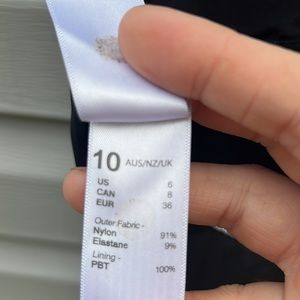 10 AUS/NZ/UK
US 6
CAN 8
EUR 36
Outer Fabric -
Nylon 91%
Elastane 9%
Lining -
PBT 100%